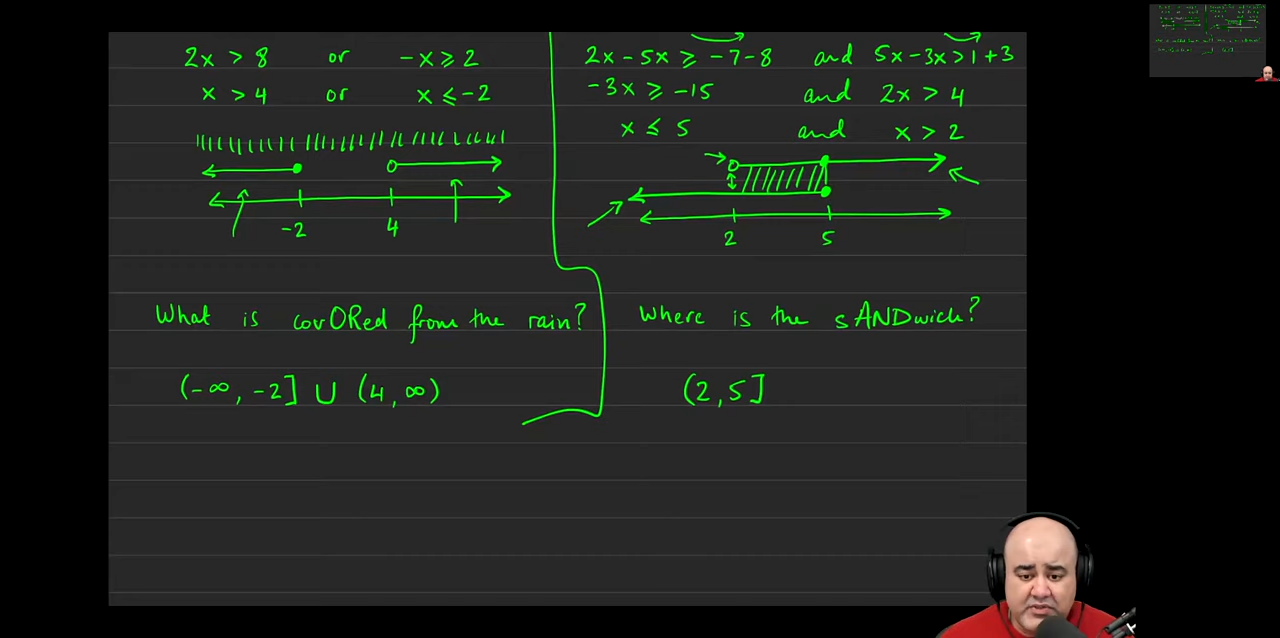 2x > 8 or -x ⩾ 2
x > 4 or x ≤ -2
-2 4
What is covORed from the rain?
(-∞, -2] ∪ (4, ∞)
2x - 5x ⩾ -7 - 8 and 5x - 3x > 1 + 3
-3x ⩾ -15 and 2x > 4
x ≤ 5 and x > 2
2 5
Where is the sANDwich?
(2, 5]